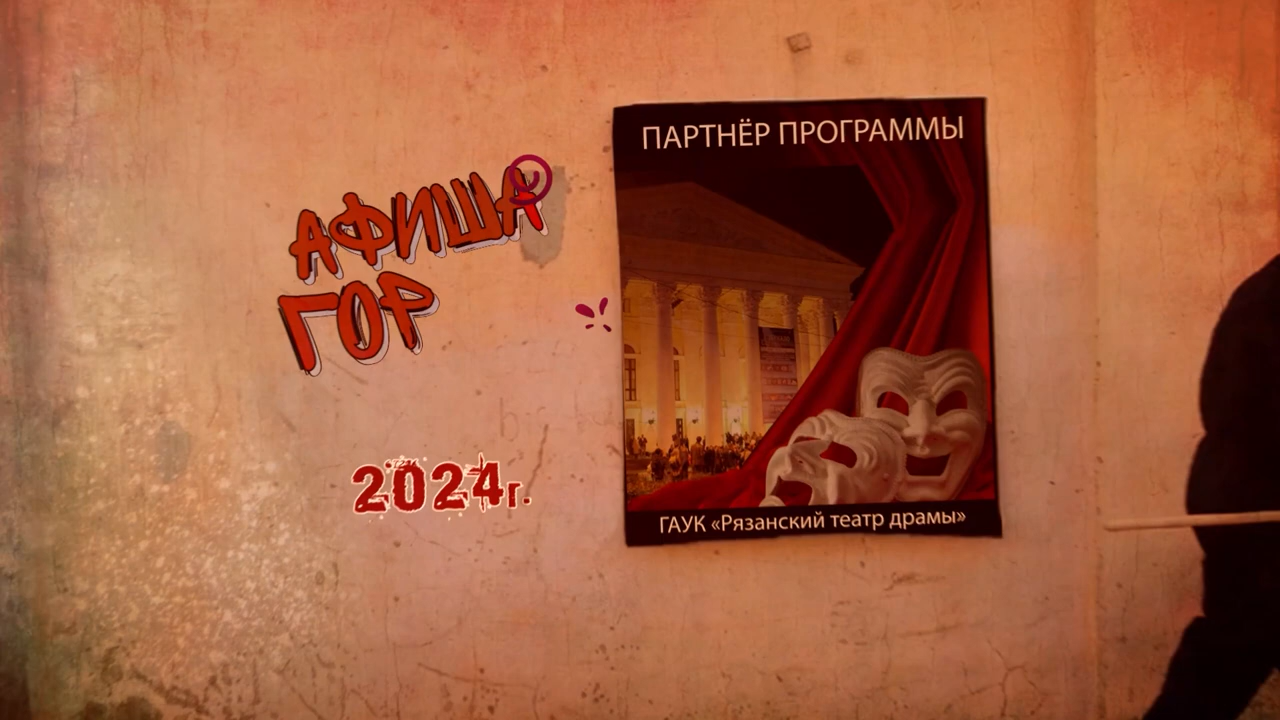 АФИША
ГОР
2024г.
ПАРТНЁР ПРОГРАММЫ
ГАУК «Рязанский театр драмы»